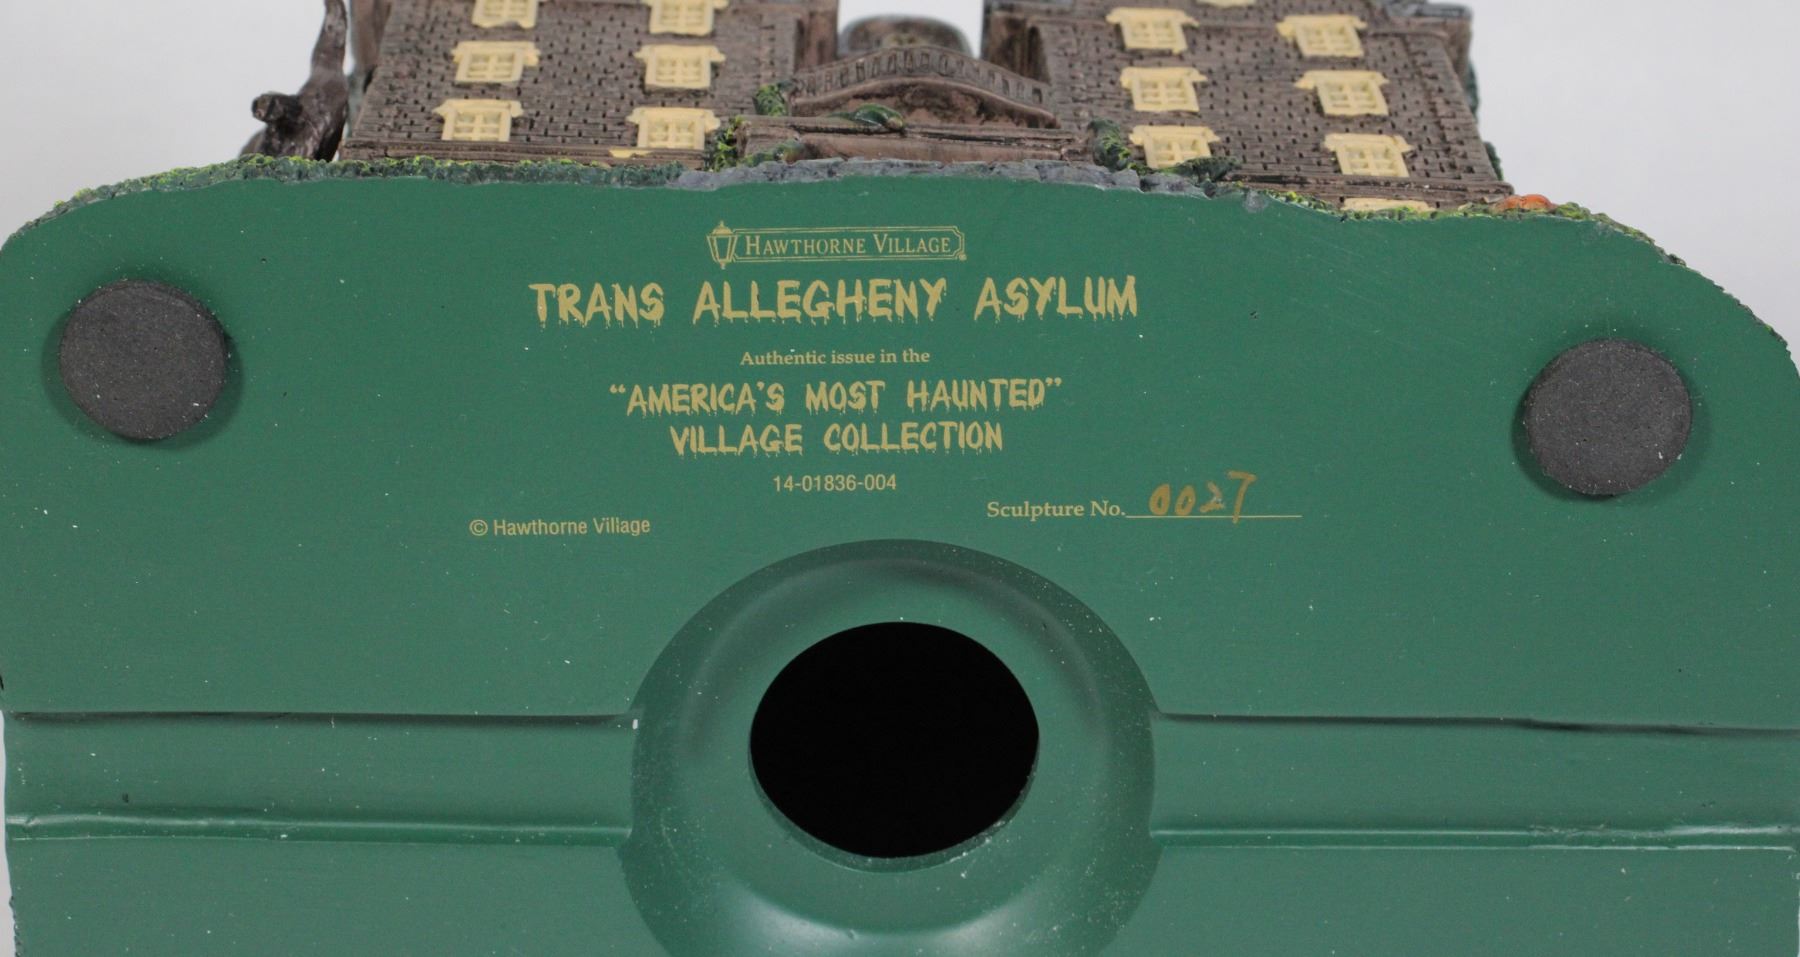 HAWTHORNE VILLAGE
TRANS ALLEGHENY ASYLUM
Authentic issue in the
“AMERICA’S MOST HAUNTED”
VILLAGE COLLECTION
14-01836-004
Sculpture No. 0027
© Hawthorne Village